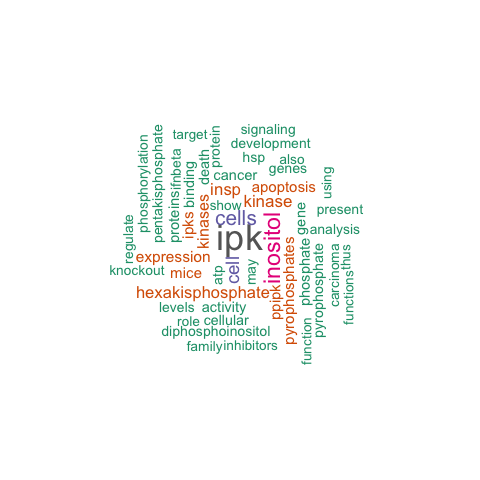 signaling
target
development
protein
phosphorylation
pentakisphosphate
hsp
also
death
cancer
genes
ifnbeta
binding
using
insp
apoptosis
proteins
ipks
kinases
show
kinase
present
regulate
cells
gene
analysis
ipk
inositol
expression
cell
may
knockout
mice
atp
ppipk
pyrophosphates
phosphate
pyrophosphate
carcinoma
thus
functions
hexakisphosphate
levels
activity
role
cellular
diphosphoinositol
function
family
inhibitors